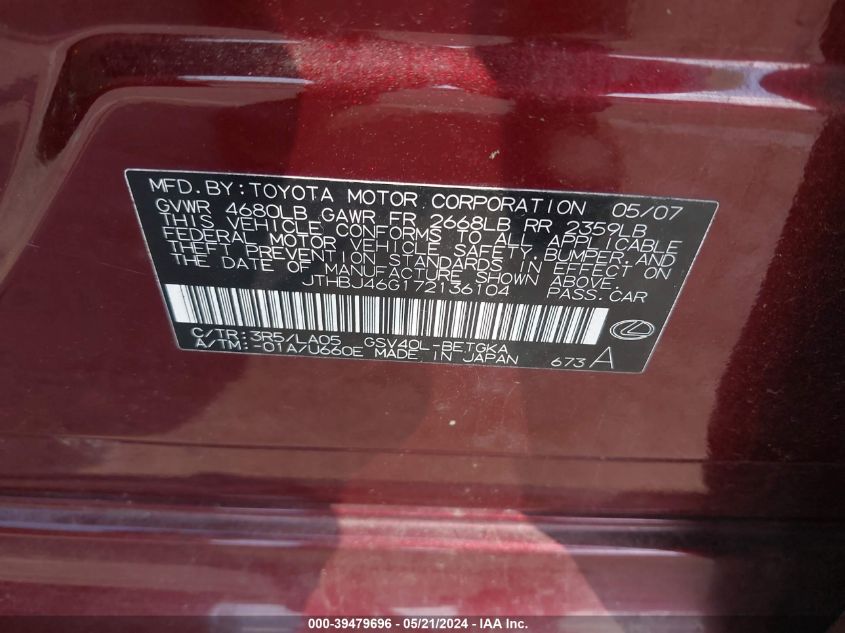 MFD. BY: TOYOTA MOTOR CORPORATION 05/07
GVWR 4680LB GAWR FR 2668LB RR 2359LB
THIS VEHICLE CONFORMS TO ALL APPLICABLE
FEDERAL MOTOR VEHICLE SAFETY, BUMPER, AND
THEFT PREVENTION STANDARDS IN EFFECT ON
THE DATE OF MANUFACTURE SHOWN ABOVE.
JTHBJ46G172136104 PASS. CAR
C/TR: 3R5/LA05 GSV40L-BETGKA
A/TM: -01A/U660E MADE IN JAPAN 673 A
000-39479696 - 05/21/2024 - IAAI Inc.